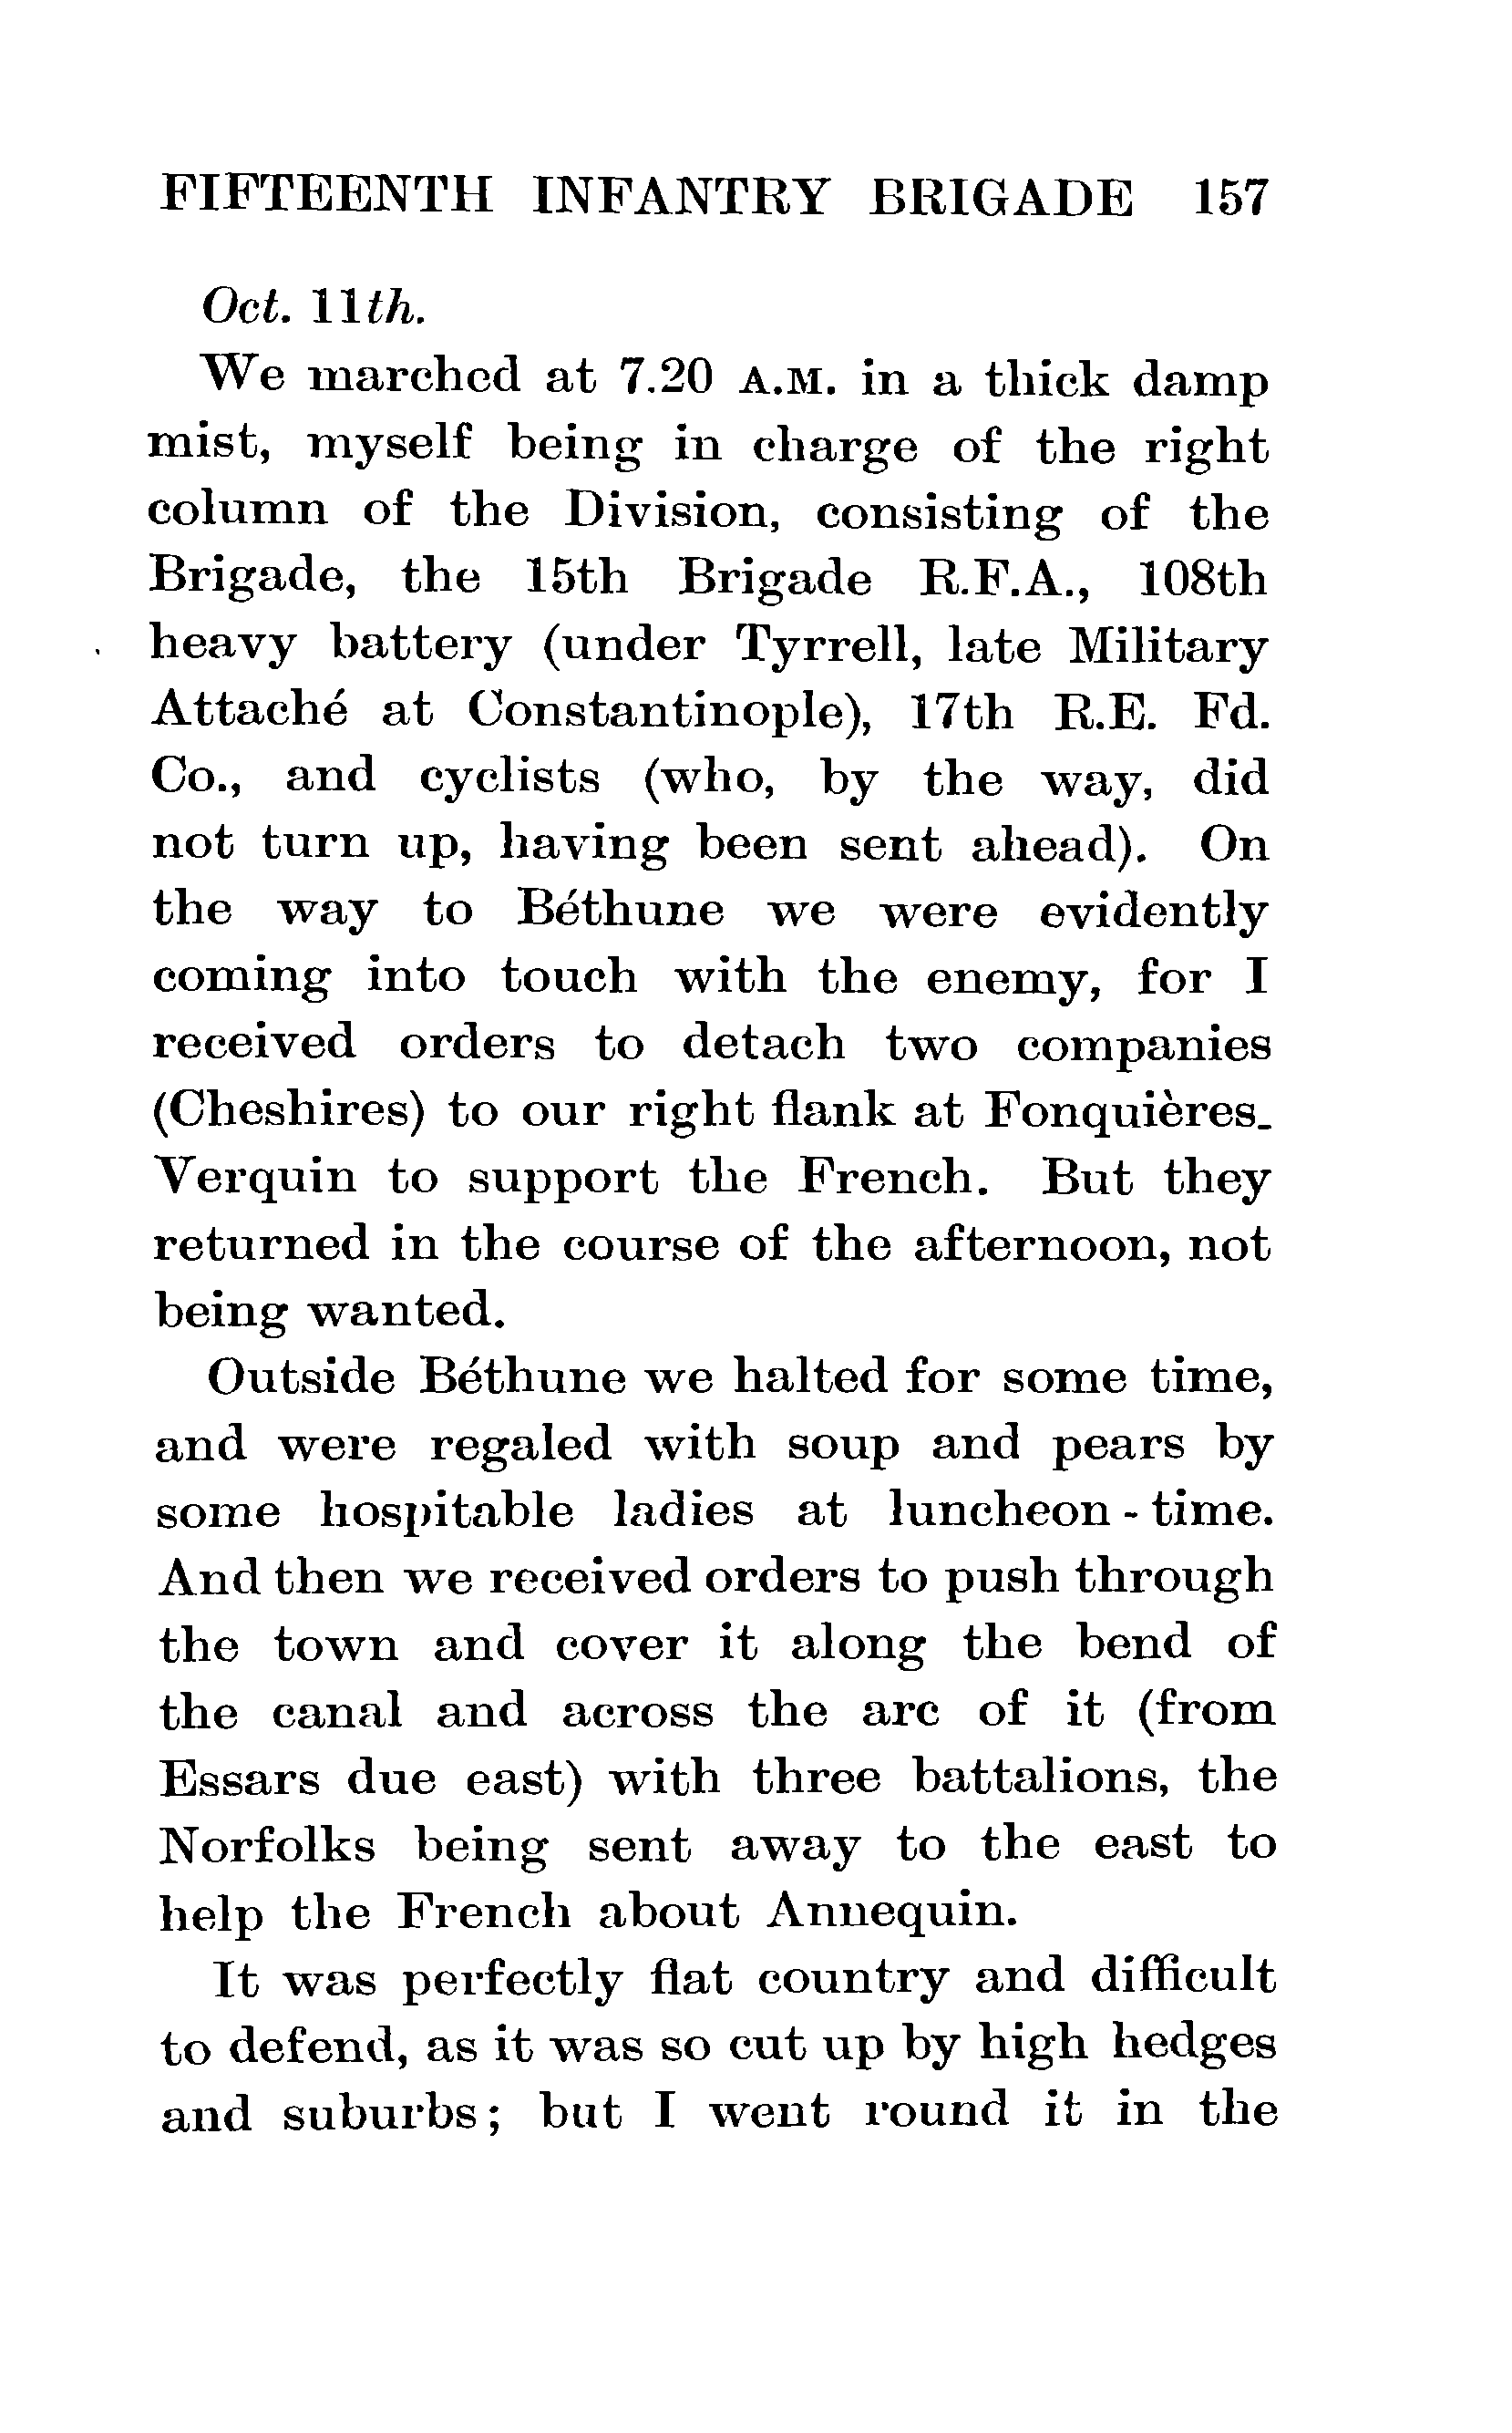 FIFTEENTH INFANTRY BRIGADE 157
Oct. 11th.
We marched at 7.20 A.M. in a thick damp
mist, myself being in charge of the right
column of the Division, consisting of the
Brigade, the 15th Brigade R.F.A., 108th
heavy battery (under Tyrrell, late Military
Attaché at Constantinople), 17th R.E. Fd.
Co., and cyclists (who, by the way, did
not turn up, having been sent ahead). On
the way to Béthune we were evidently
coming into touch with the enemy, for I
received orders to detach two companies
(Cheshires) to our right flank at Fonquières-
Verquin to support the French. But they
returned in the course of the afternoon, not
being wanted.
Outside Béthune we halted for some time,
and were regaled with soup and pears by
some hospitable ladies at luncheon-time.
And then we received orders to push through
the town and cover it along the bend of
the canal and across the arc of it (from
Essars due east) with three battalions, the
Norfolks being sent away to the east to
help the French about Annequin.
It was perfectly flat country and difficult
to defend, as it was so cut up by high hedges
and suburbs; but I went round it in the